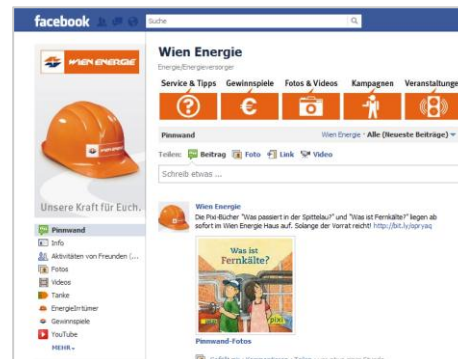 facebook
Suche
WIEN ENERGIE
Unsere Kraft für Euch.
Pinnwand
Info
Aktivitäten von Freunden (...
Fotos
Videos
Tanke
EnergieIrrtümer
Gewinnspiele
YouTube
MEHR
Wien Energie
Energie/Energieversorger
Service & Tipps Gewinnspiele Fotos & Videos Kampagnen Veranstaltunge
Pinnwand Wien Energie · Alle (Neueste Beiträge)
Teilen: Beitrag Foto Link Video
Schreib etwas ...
Wien Energie
Die Pixi-Bücher "Was passiert in der Spittelau?" und "Was ist Fernkälte?" liegen ab
sofort im Wien Energie Haus auf. Solange der Vorrat reicht! http://bit.ly/opryaq
Was ist
Fernkälte?
pixi
Pinnwand-Fotos